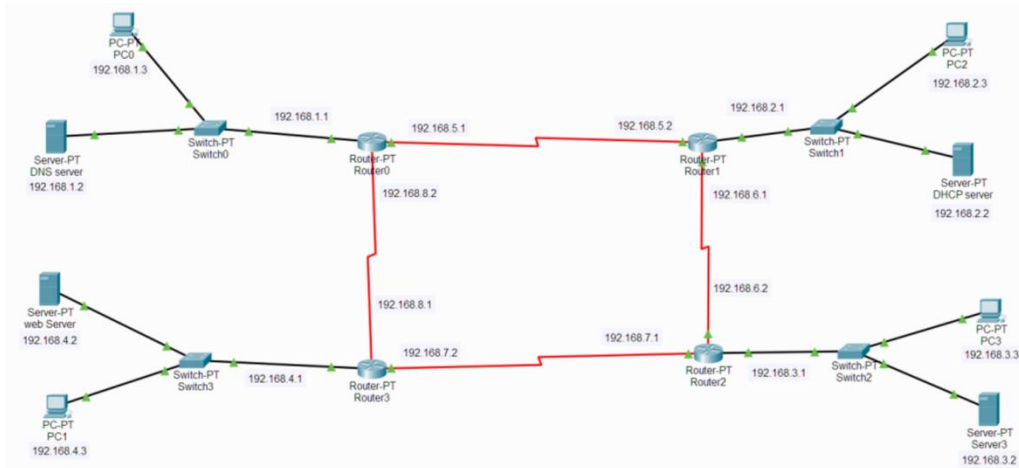 PC-PT
PC0
192.168.1.3
Server-PT
DNS server
192.168.1.2
Switch-PT
Switch0
192.168.1.1
Router-PT
Router0
192.168.5.1
192.168.8.2
192.168.5.2
Router-PT
Router1
192.168.6.1
192.168.2.1
Switch-PT
Switch1
PC-PT
PC2
192.168.2.3
Server-PT
DHCP server
192.168.2.2
Server-PT
web Server
192.168.4.2
Switch-PT
Switch3
PC-PT
PC1
192.168.4.3
192.168.4.1
192.168.8.1
192.168.7.2
Router-PT
Router3
192.168.6.2
192.168.7.1
Router-PT
Router2
192.168.3.1
Switch-PT
Switch2
PC-PT
PC3
192.168.3.3
Server-PT
Server3
192.168.3.2